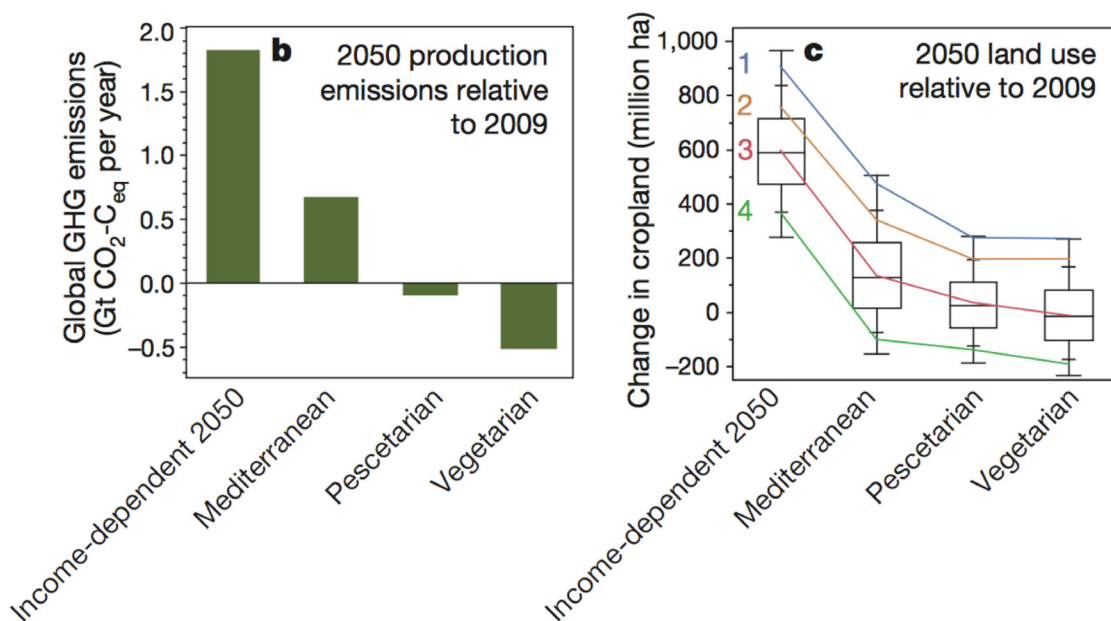 b
2050 production
emissions relative
to 2009
Global GHG emissions
(Gt CO2-Ceq per year)
2.0
1.5
1.0
0.5
0.0
–0.5
Income-dependent 2050
Mediterranean
Pescetarian
Vegetarian
c
2050 land use
relative to 2009
Change in cropland (million ha)
1,000
800
600
400
200
0
–200
1
2
3
4
Income-dependent 2050
Mediterranean
Pescetarian
Vegetarian